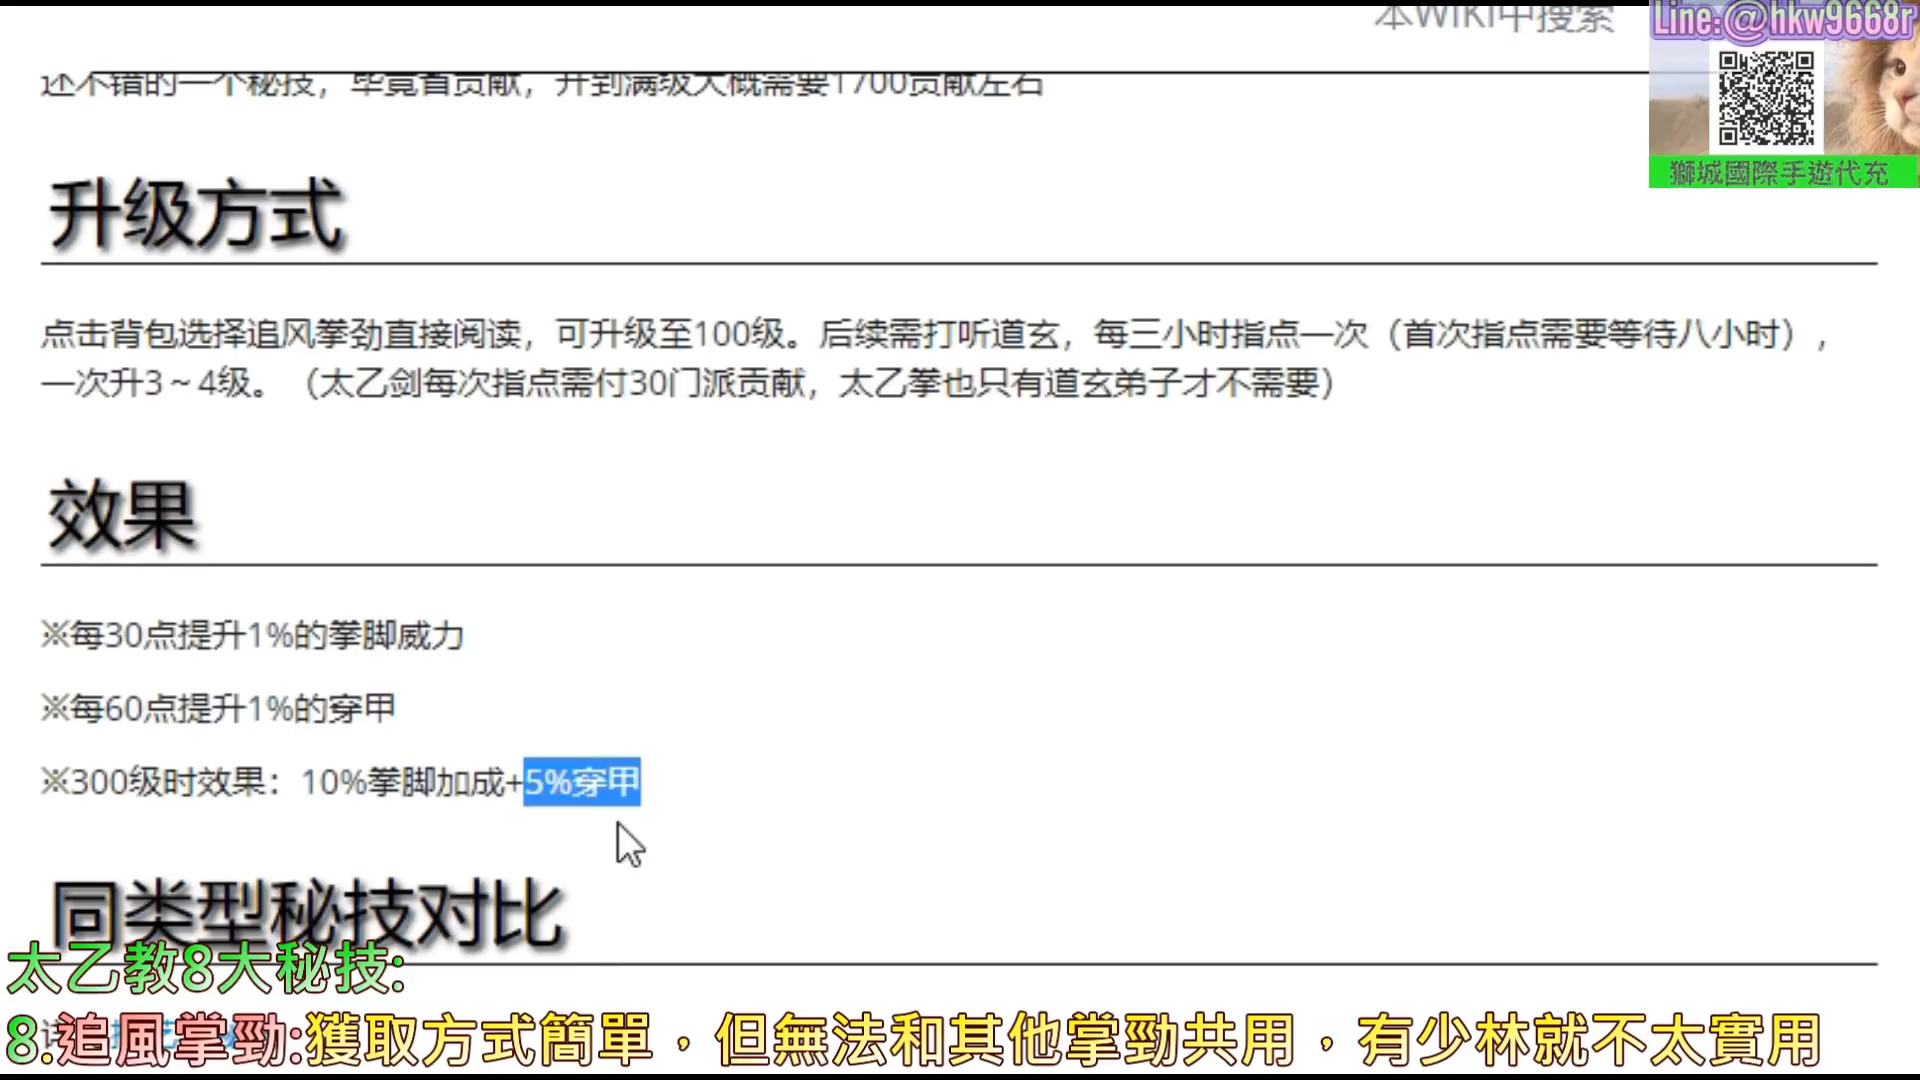 本WIKI中搜索
Line:@hkw9668r
还不错的一个秘技，毕竟省贡献，升到满级大概需要1700贡献左右
獅城國際手遊代充
升级方式
点击背包选择追风拳劲直接阅读，可升级至100级。后续需打听道玄，每三小时指点一次（首次指点需要等待八小时），
一次升3～4级。（太乙剑每次指点需付30门派贡献，太乙拳也只有道玄弟子才不需要）
效果
※每30点提升1%的拳脚威力
※每60点提升1%的穿甲
※300级时效果：10%拳脚加成+5%穿甲
同类型秘技对比
太乙教8大秘技:
8.追風掌勁:獲取方式簡單，但無法和其他掌勁共用，有少林就不太實用